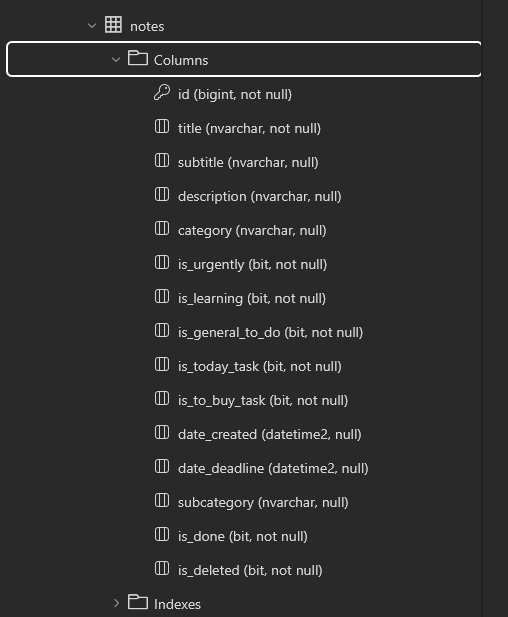 notes
Columns
id (bigint, not null)
title (nvarchar, not null)
subtitle (nvarchar, null)
description (nvarchar, null)
category (nvarchar, null)
is_urgently (bit, not null)
is_learning (bit, not null)
is_general_to_do (bit, not null)
is_today_task (bit, not null)
is_to_buy_task (bit, not null)
date_created (datetime2, null)
date_deadline (datetime2, null)
subcategory (nvarchar, null)
is_done (bit, not null)
is_deleted (bit, not null)
Indexes